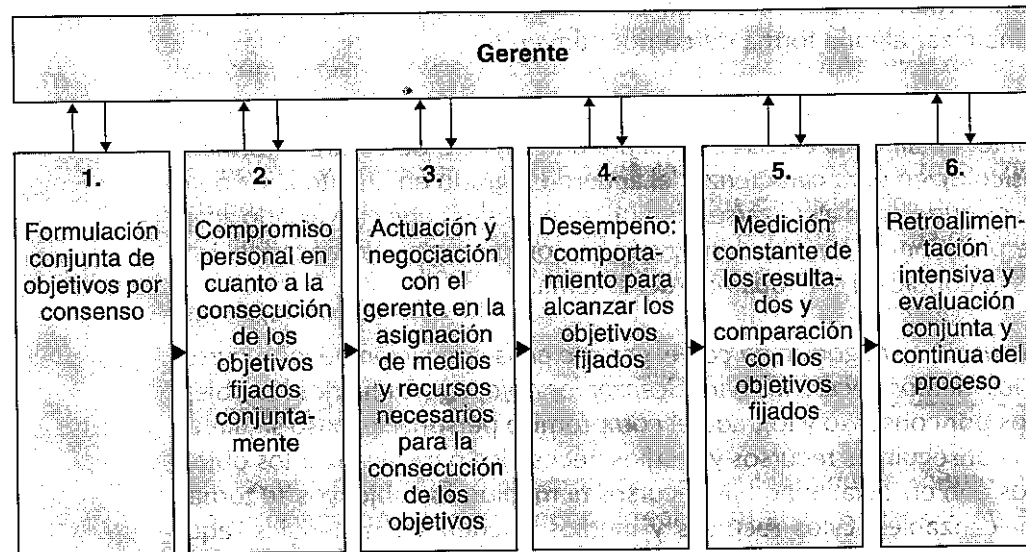 Gerente
1.
Formulación
conjunta de
objetivos por
consenso
2.
Compromiso
personal en
cuanto a la
consecución
de los
objetivos
fijados
conjunta-
mente
3.
Actuación y
negociación
con el
gerente en la
asignación
de medios
y recursos
necesarios
para la
consecución
de los
objetivos
4.
Desempeño:
comporta-
miento para
alcanzar los
objetivos
fijados
5.
Medición
constante de
los resulta-
dos y
comparación
con los
objetivos
fijados
6.
Retroalimen-
tación
intensiva y
evaluación
conjunta y
continua del
proceso